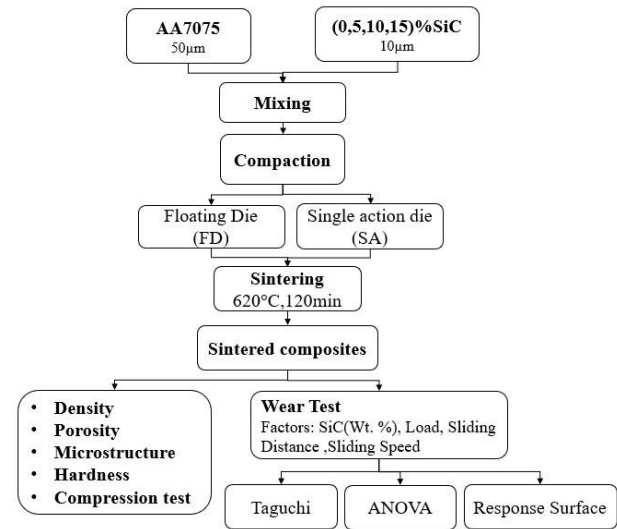 AA7075
50µm
(0,5,10,15)%SiC
10µm
Mixing
Compaction
Floating Die
(FD)
Single action die
(SA)
Sintering
620°C,120min
Sintered composites
• Density
• Porosity
• Microstructure
• Hardness
• Compression test
Wear Test
Factors: SiC(Wt. %), Load, Sliding
Distance ,Sliding Speed
Taguchi
ANOVA
Response Surface